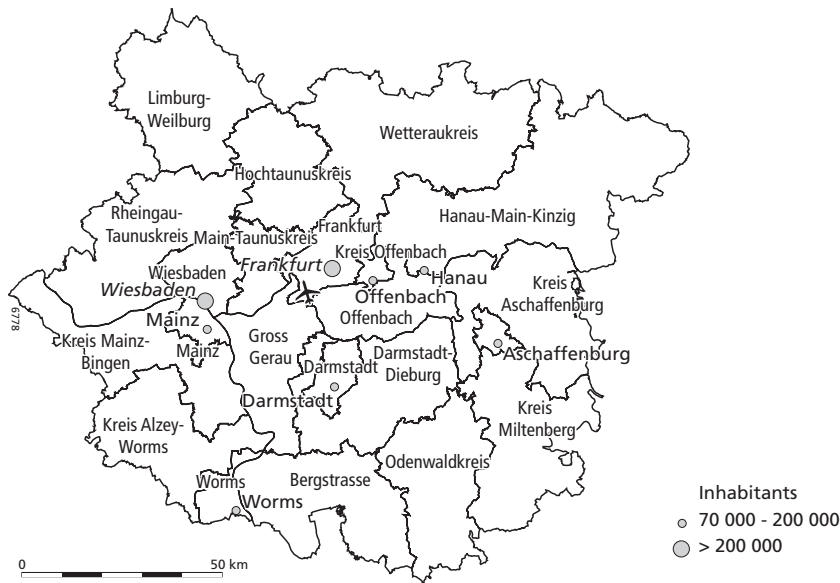 Limburg-
Weilburg
Wetteraukreis
Hochtaunuskreis
Rheingau-
Taunuskreis
Hanau-Main-Kinzig
Frankfurt
Main-Taunuskreis
Kreis Offenbach
Wiesbaden
Frankfurt
Hanau
Kreis
Aschaffenburg
Wiesbaden
Offenbach
Offenbach
6778
Mainz
Kreis Mainz-
Bingen
Mainz
Gross
Gerau
Darmstadt-
Dieburg
Aschaffenburg
Darmstadt
Darmstadt
Kreis
Miltenberg
Kreis Alzey-
Worms
Odenwaldkreis
Worms
Bergstrasse
Worms
Inhabitants
70 000 - 200 000
> 200 000
0 50 km